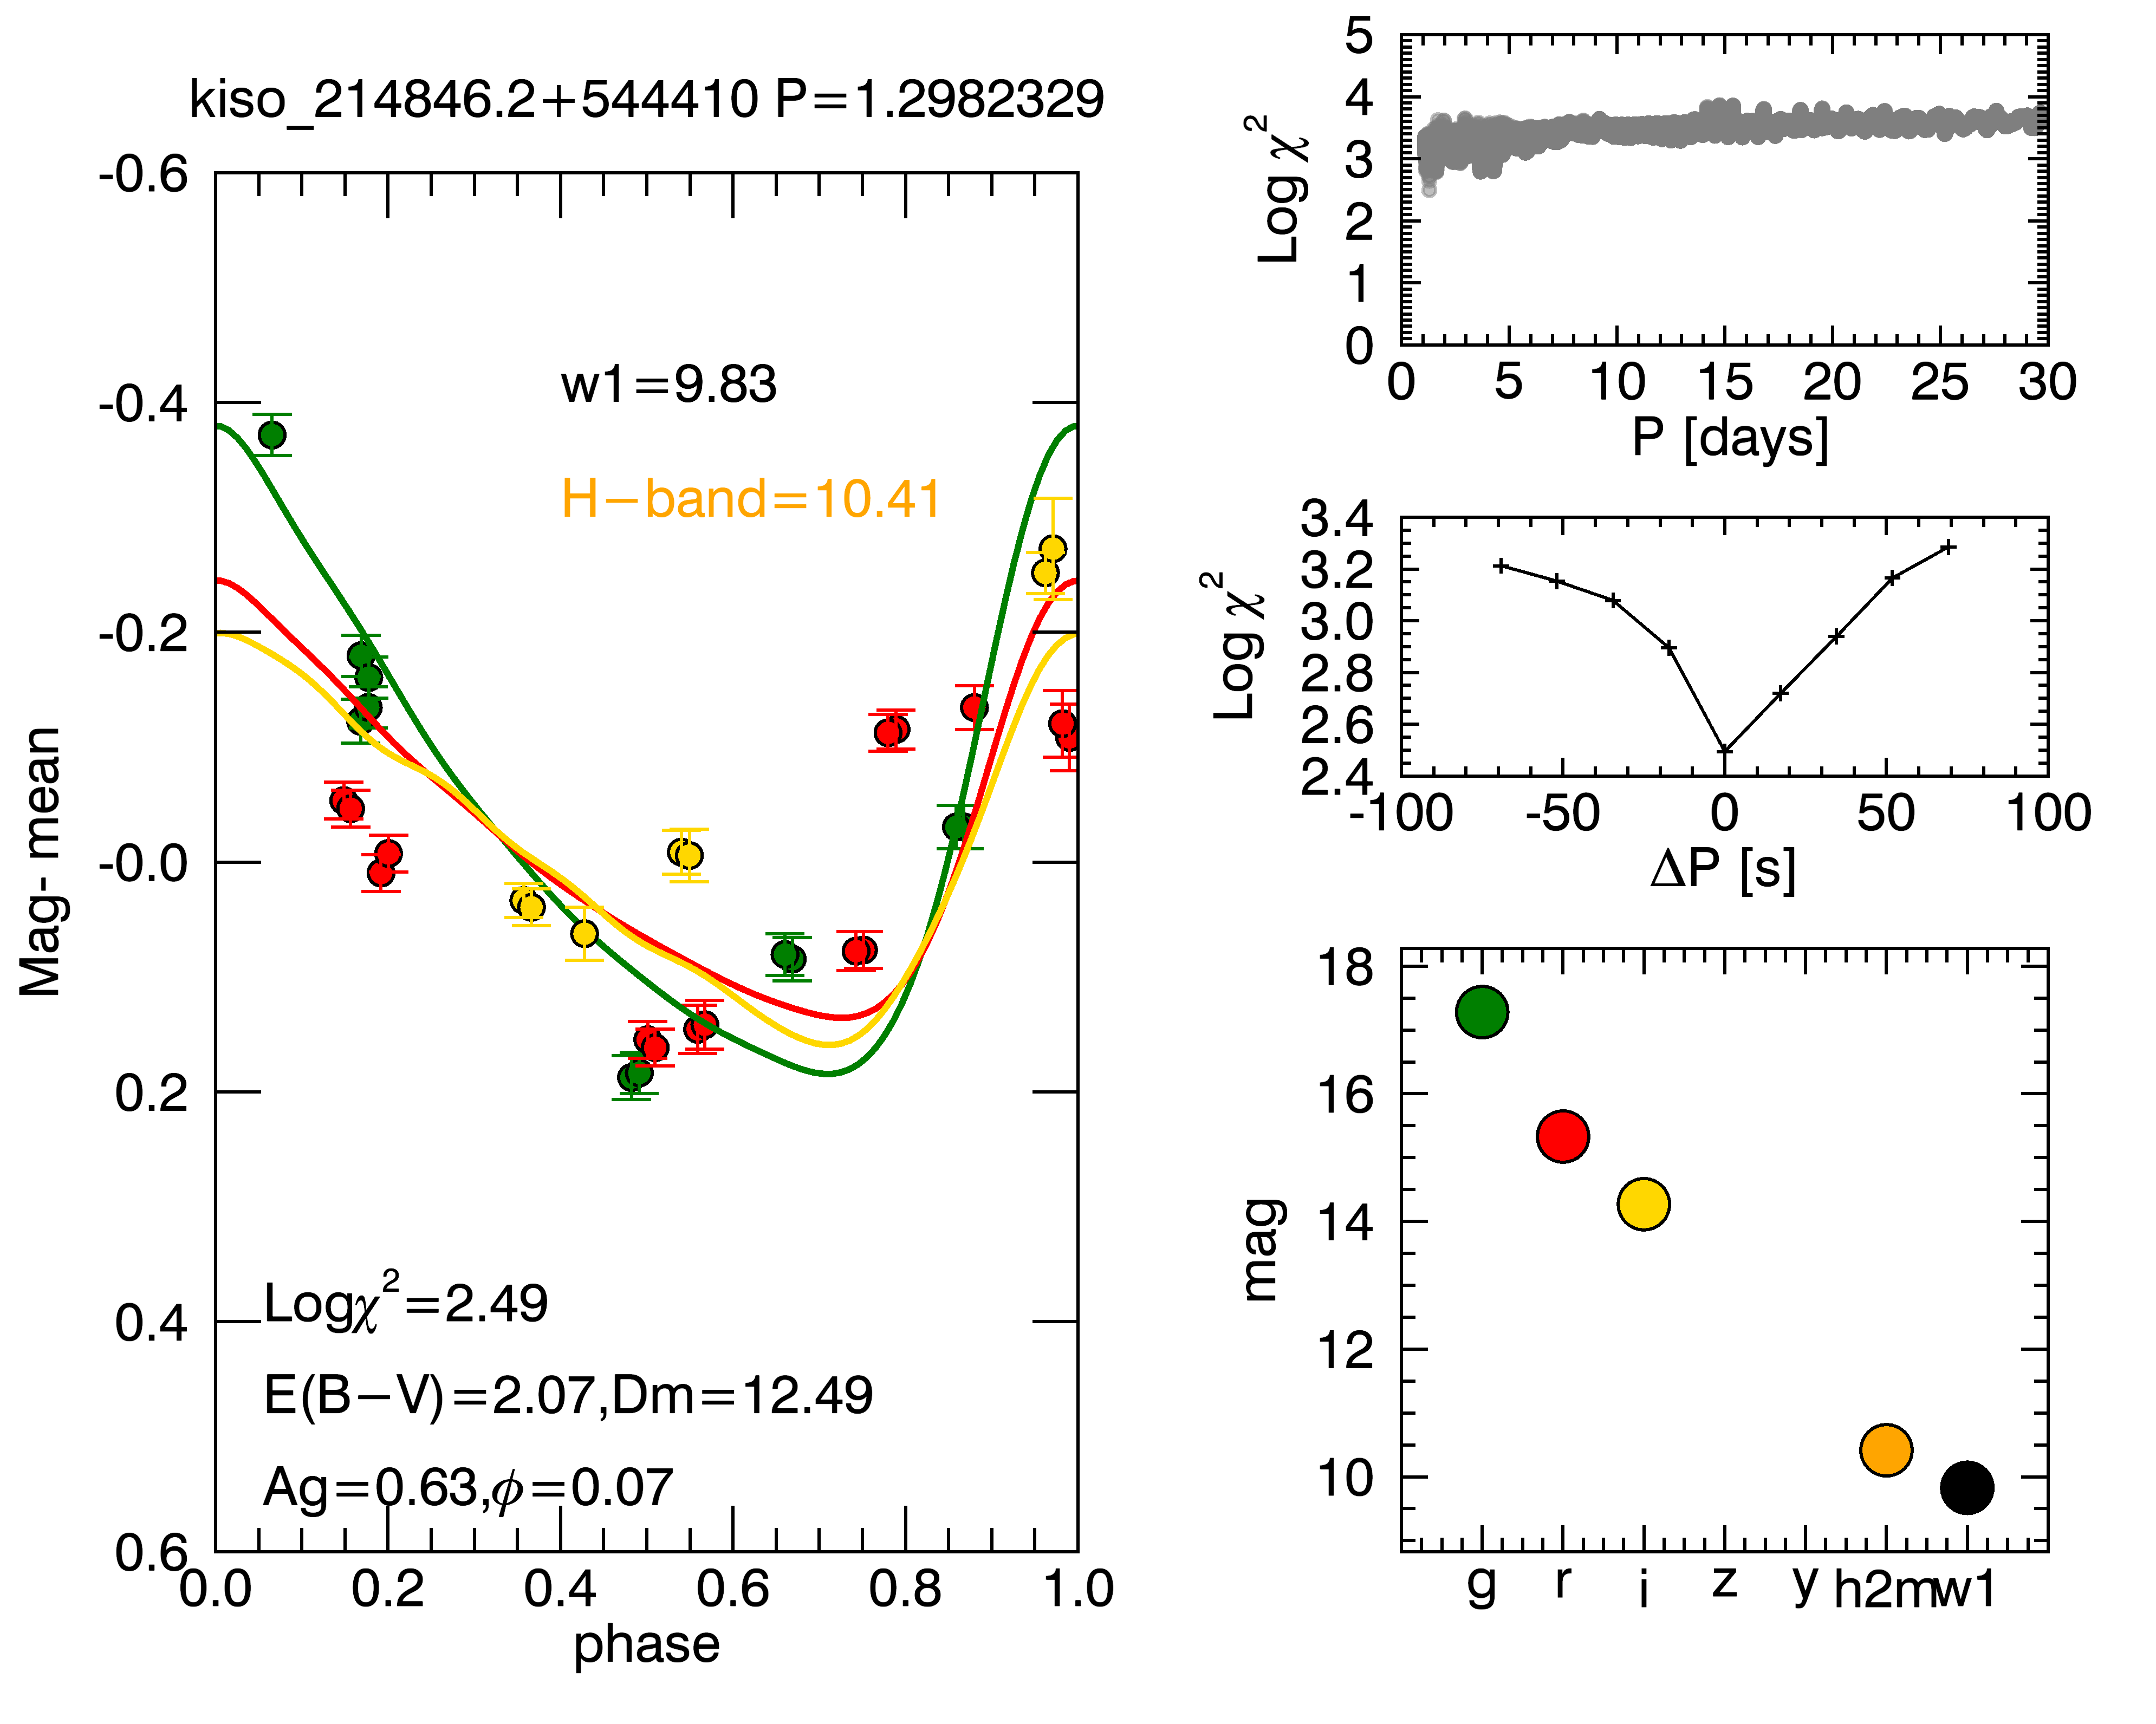 kiso_214846.2+544410 P=1.2982329
-0.6
-0.4
-0.2
-0.0
0.2
0.4
0.6
Mag- mean
w1=9.83
H-band=10.41
Logχ²=2.49
E(B-V)=2.07,Dm=12.49
Ag=0.63,ϕ=0.07
0.0 0.2 0.4 0.6 0.8 1.0
phase
5
4
3
2
1
0
Log χ²
0 5 10 15 20 25 30
P [days]
3.4
3.2
3.0
2.8
2.6
2.4
Log χ²
-100 -50 0 50 100
ΔP [s]
18
16
14
12
10
mag
g r i z y h2m w1